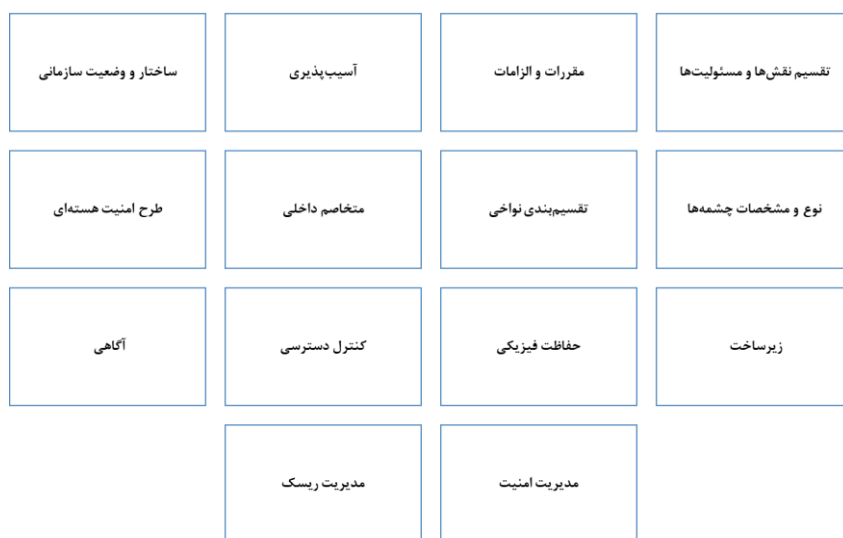 تقسیم نقش‌ها و مسئولیت‌ها
مقررات و الزامات
آسیب‌پذیری
ساختار و وضعیت سازمانی
نوع و مشخصات چشمه‌ها
تقسیم‌بندی نواخی
متخاصم داخلی
طرح امنیت هسته‌ای
زیرساخت
حفاظت فیزیکی
کنترل دسترسی
آگاهی
مدیریت امنیت
مدیریت ریسک